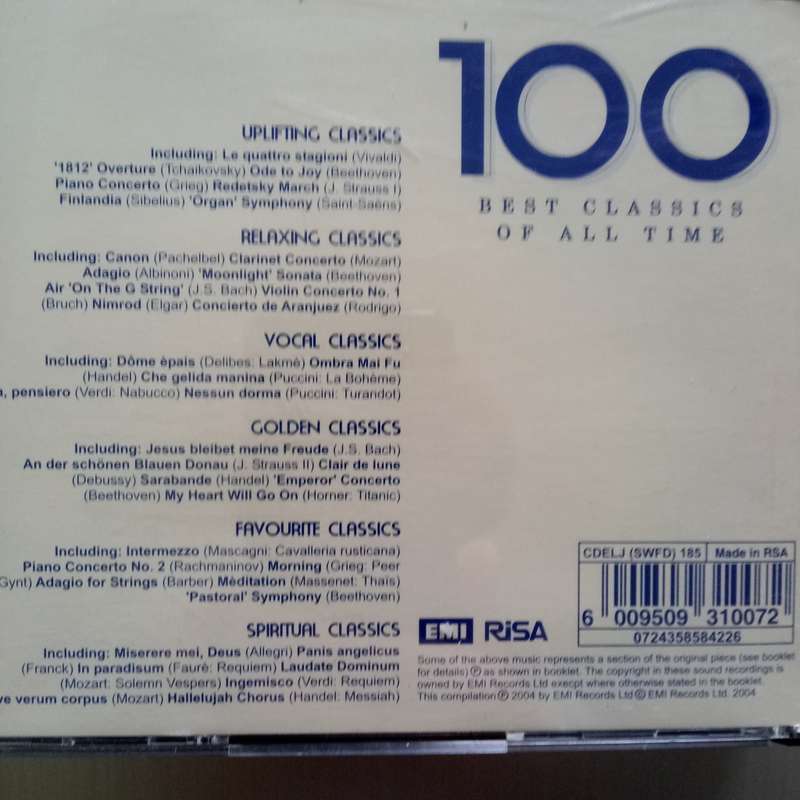 100
BEST CLASSICS
OF ALL TIME
UPLIFTING CLASSICS
Including: Le quattro stagioni (Vivaldi)
'1812' Overture (Tchaikovsky) Ode to Joy (Beethoven)
Piano Concerto (Grieg) Redetsky March (J. Strauss I)
Finlandia (Sibelius) 'Organ' Symphony (Saint-Saëns)
RELAXING CLASSICS
Including: Canon (Pachelbel) Clarinet Concerto (Mozart)
Adagio (Albinoni) 'Moonlight' Sonata (Beethoven)
Air 'On The G String' (J.S. Bach) Violin Concerto No. 1
(Bruch) Nimrod (Elgar) Concierto de Aranjuez (Rodrigo)
VOCAL CLASSICS
Including: Dôme èpais (Delibes: Lakmé) Ombra Mai Fu
(Handel) Che gelida manina (Puccini: La Bohème)
a, pensiero (Verdi: Nabucco) Nessun dorma (Puccini: Turandot)
GOLDEN CLASSICS
Including: Jesus bleibet meine Freude (J.S. Bach)
An der schönen Blauen Donau (J. Strauss II) Clair de lune
(Debussy) Sarabande (Handel) 'Emperor' Concerto
(Beethoven) My Heart Will Go On (Horner: Titanic)
FAVOURITE CLASSICS
Including: Intermezzo (Mascagni: Cavalleria rusticana)
Piano Concerto No. 2 (Rachmaninov) Morning (Grieg: Peer
Gynt) Adagio for Strings (Barber) Mèditation (Massenet: Thaïs)
'Pastoral' Symphony (Beethoven)
SPIRITUAL CLASSICS
Including: Miserere mei, Deus (Allegri) Panis angelicus
(Franck) In paradisum (Faurè: Requiem) Laudate Dominum
(Mozart: Solemn Vespers) Ingemisco (Verdi: Requiem)
ve verum corpus (Mozart) Hallelujah Chorus (Handel: Messiah)
CDELJ (SWFD) 185 Made in RSA
6 009509 310072
0724358584226
EMI RiSA
Some of the above music represents a section of the original piece (see booklet
for details) Ⓟ as shown in booklet. The copyright in these sound recordings is
owned by EMI Records Ltd execpt where otherwise stated in the booklet.
This compilation Ⓟ 2004 by EMI Records Ltd © EMI Records Ltd. 2004